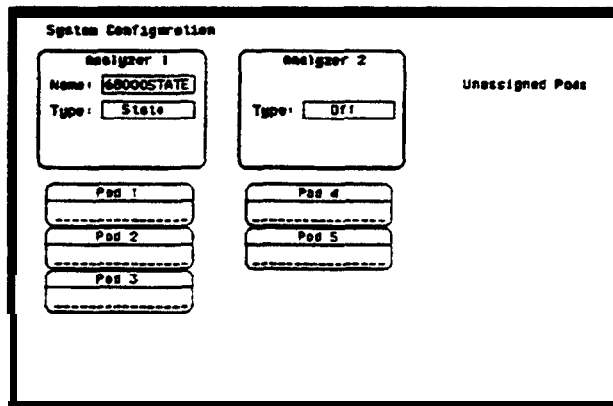 System Configuration
Analyzer 1
Name: 68000STATE
Type: State
Analyzer 2
Type: Off
Unassigned Pods
Pod 1
Pod 2
Pod 3
Pod 4
Pod 5